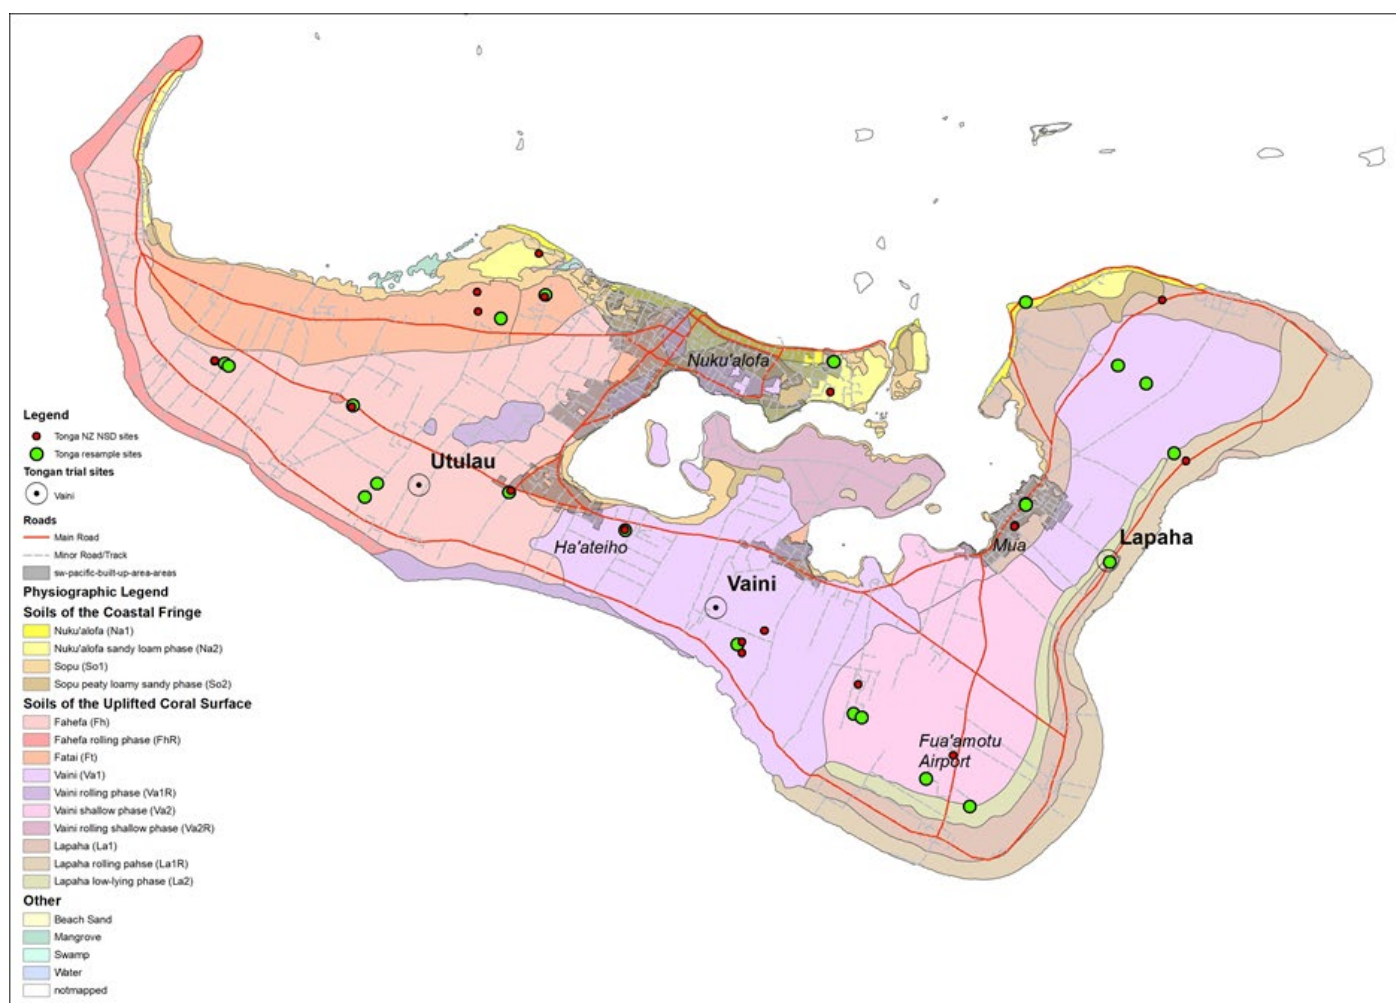 Nuku'alofa
Utulau
Ha'ateiho
Mua
Lapaha
Vaini
Fua'amotu
Airport
Legend
Tonga NZ NSD sites
Tonga resample sites
Tongan trial sites
Vaini
Roads
Main Road
Minor Road/Track
sw-pacific-built-up-area-areas
Physiographic Legend
Soils of the Coastal Fringe
Nuku'alofa (Na1)
Nuku'alofa sandy loam phase (Na2)
Sopu (So1)
Sopu peaty loamy sandy phase (So2)
Soils of the Uplifted Coral Surface
Fahefa (Fh)
Fahefa rolling phase (FhR)
Fatai (Ft)
Vaini (Va1)
Vaini rolling phase (Va1R)
Vaini shallow phase (Va2)
Vaini rolling shallow phase (Va2R)
Lapaha (La1)
Lapaha rolling pahse (La1R)
Lapaha low-lying phase (La2)
Other
Beach Sand
Mangrove
Swamp
Water
notmapped